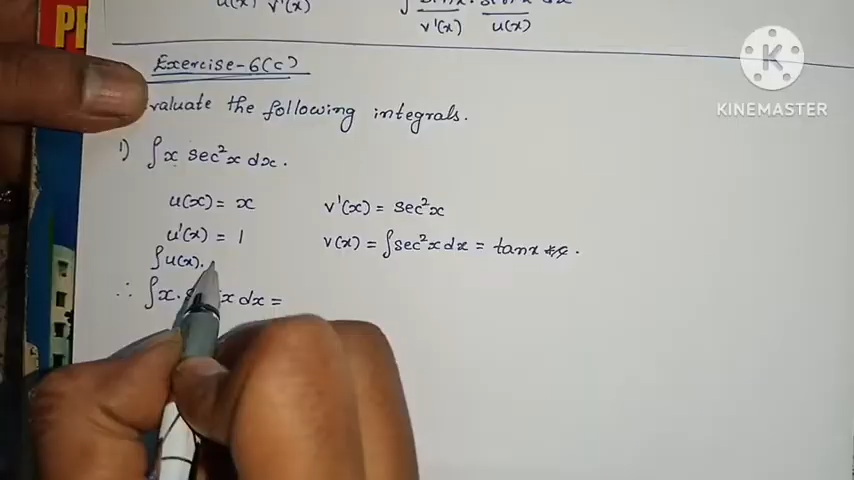 u(x) v'(x)
v'(x) u(x)
Exercise-6(c)
valuate the following integrals.
1) ∫x sec²x dx.
u(x) = x v'(x) = sec²x
u'(x) = 1 v(x) = ∫sec²x dx = tanx
∫u(x).
∴ ∫x. x dx =
KINEMASTER